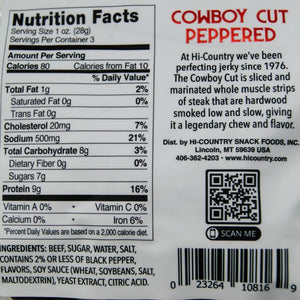 Nutrition Facts
Serving Size 1 oz. (28g)
Servings Per Container 3
Amount Per Serving
Calories 80 Calories from Fat 10
% Daily Value*
Total Fat 1g 2%
Saturated Fat 0g 0%
Trans Fat 0g
Cholesterol 20mg 7%
Sodium 500mg 21%
Total Carbohydrate 8g 3%
Dietary Fiber 0g 0%
Sugars 7g
Protein 9g 16%
Vitamin A 0% • Vitamin C 0%
Calcium 0% • Iron 6%
*Percent Daily Values are based on a 2,000 calorie diet.
INGREDIENTS: BEEF, SUGAR, WATER, SALT,
CONTAINS 2% OR LESS OF BLACK PEPPER,
FLAVORS, SOY SAUCE (WHEAT, SOYBEANS, SALT,
MALTODEXTRIN), YEAST EXTRACT, CITRIC ACID.
COWBOY CUT
PEPPERED
At Hi-Country we've been
perfecting jerky since 1976.
The Cowboy Cut is sliced and
marinated whole muscle strips
of steak that are hardwood
smoked low and slow, giving
it a legendary chew and flavor.
Dist. by HI-COUNTRY SNACK FOODS, INC.
Lincoln, MT 59639 USA
406-362-4203 • www.hicountry.com
SCAN ME
0 23264 10816 9